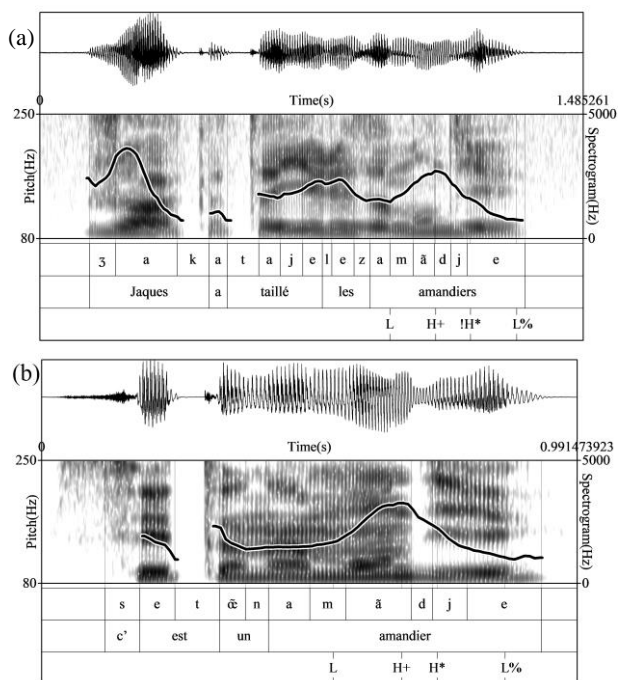 (a)
0 Time(s) 1.485261
250 5000
Pitch(Hz) Spectrogram(Hz)
80 0
ʒ a k a t a j e l e z a m ã d j e
Jaques a taillé les amandiers
L H+ !H* L%
(b)
0 Time(s) 0.991473923
250 5000
Pitch(Hz) Spectrogram(Hz)
80 0
s e t œ̃ n a m ã d j e
c' est un amandier
L H+ H* L%